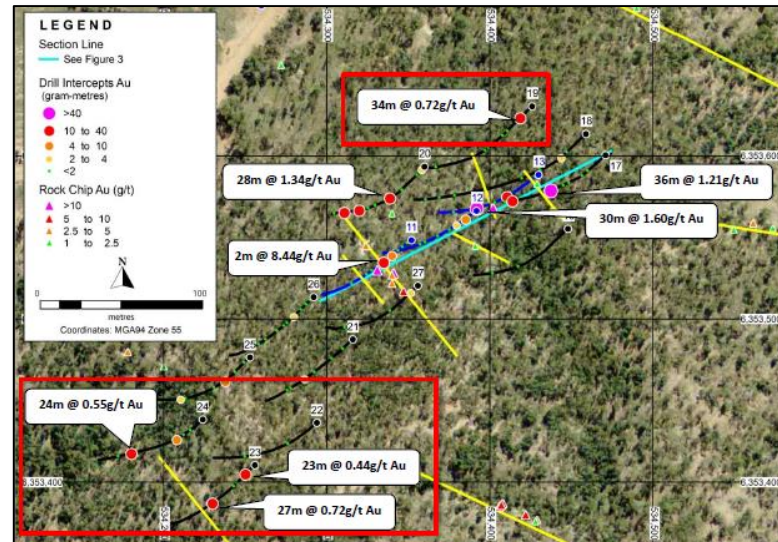 LEGEND
Section Line
See Figure 3
Drill Intercepts Au
(gram-metres)
>40
10 to 40
4 to 10
2 to 4
<2
Rock Chip Au (g/t)
>10
5 to 10
2.5 to 5
1 to 2.5
N
0
100
metres
Coordinates: MGA94 Zone 55
534,300
534,400
534,500
34m @ 0.72g/t Au
19
18
20
13
17
6,353,600
28m @ 1.34g/t Au
36m @ 1.21g/t Au
12
30m @ 1.60g/t Au
11
2m @ 8.44g/t Au
27
26
6,353,500
21
25
24m @ 0.55g/t Au
24
22
23
23m @ 0.44g/t Au
6,353,400
6,353,400
27m @ 0.72g/t Au
534,400
534,500